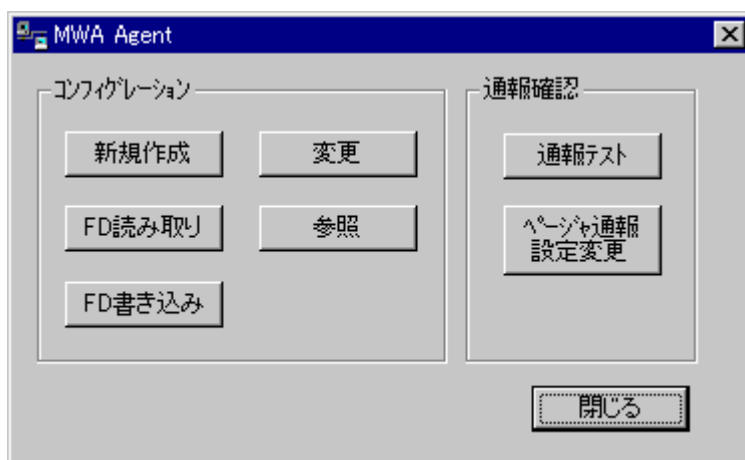 MWA Agent
ｺﾝﾌｨｸﾞﾚｰｼｮﾝ
新規作成
変更
FD読み取り
参照
FD書き込み
通報確認
通報ﾃｽﾄ
ﾍﾟｰｼﾞｬ通報
設定変更
閉じる